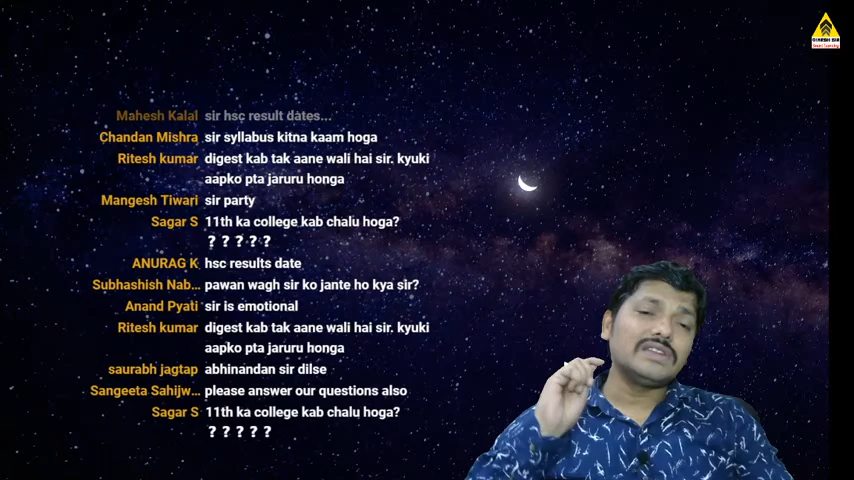 Mahesh Kalal sir hsc result dates...
Chandan Mishra sir syllabus kitna kaam hoga
Ritesh kumar digest kab tak aane wali hai sir. kyuki
aapko pta jaruru honga
Mangesh Tiwari sir party
Sagar S 11th ka college kab chalu hoga?
? ? ? ? ?
ANURAG K hsc results date
Subhashish Nab... pawan wagh sir ko jante ho kya sir?
Anand Pyati sir is emotional
Ritesh kumar digest kab tak aane wali hai sir. kyuki
aapko pta jaruru honga
saurabh jagtap abhinandan sir dilse
Sangeeta Sahijw... please answer our questions also
Sagar S 11th ka college kab chalu hoga?
? ? ? ? ?
DINESH SIR
Smart Learning